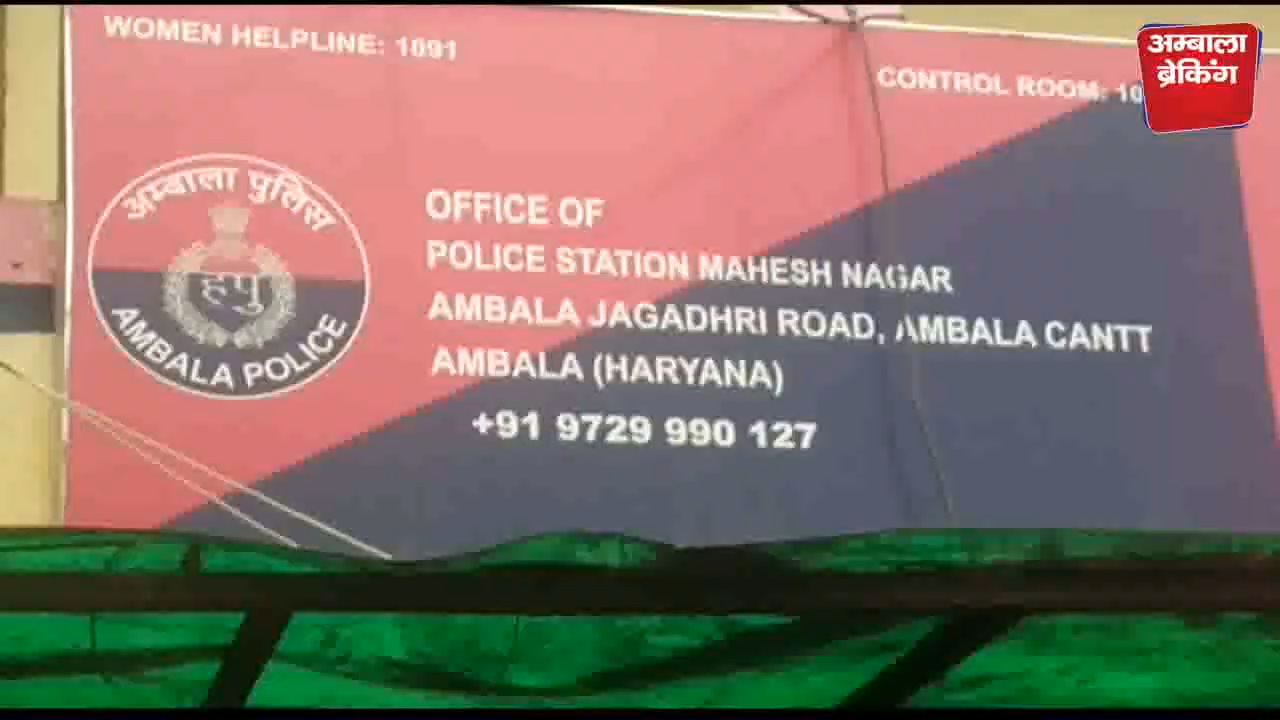 WOMEN HELPLINE: 1091
CONTROL ROOM: 10
अम्बाला
ब्रेकिंग
अम्बाला पुलिस
हपु
AMBALA POLICE
OFFICE OF
POLICE STATION MAHESH NAGAR
AMBALA JAGADHRI ROAD, AMBALA CANTT
AMBALA (HARYANA)
+91 9729 990 127